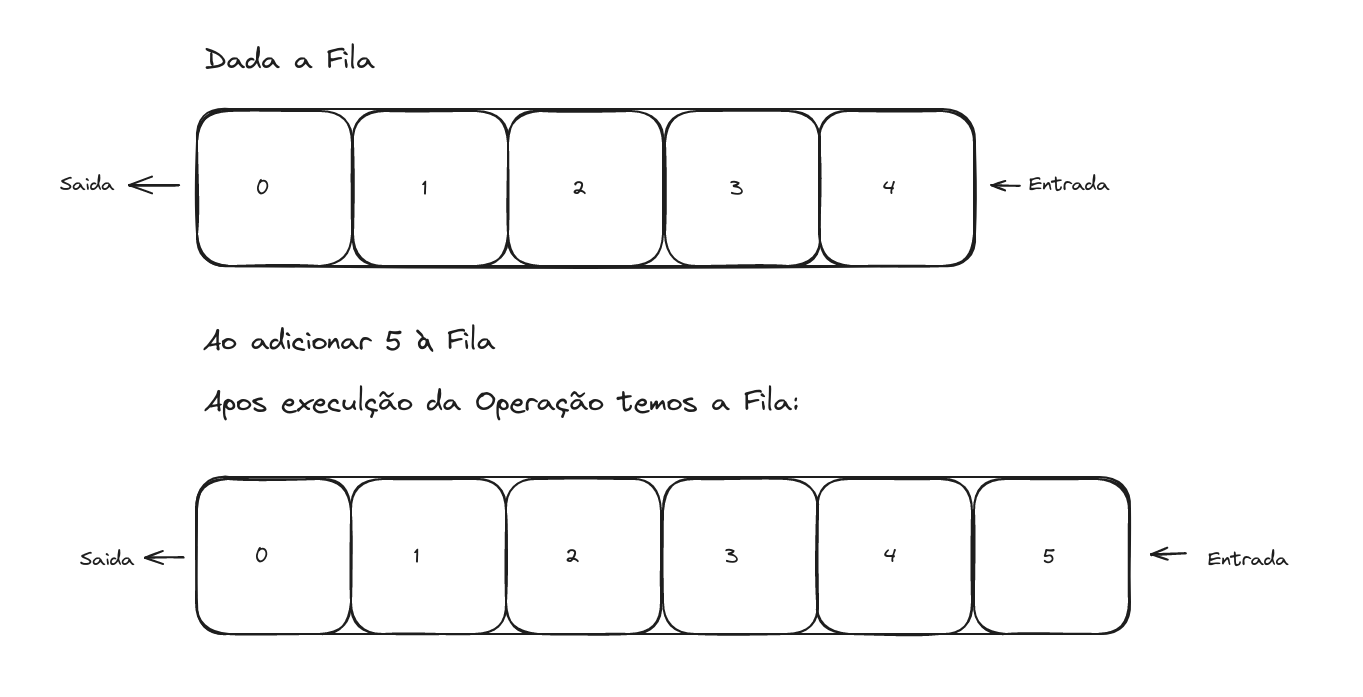 Dada a Fila
Saida 0 1 2 3 4 Entrada
Ao adicionar 5 à Fila
Apos execulção da Operação temos a Fila:
Saida 0 1 2 3 4 5 Entrada